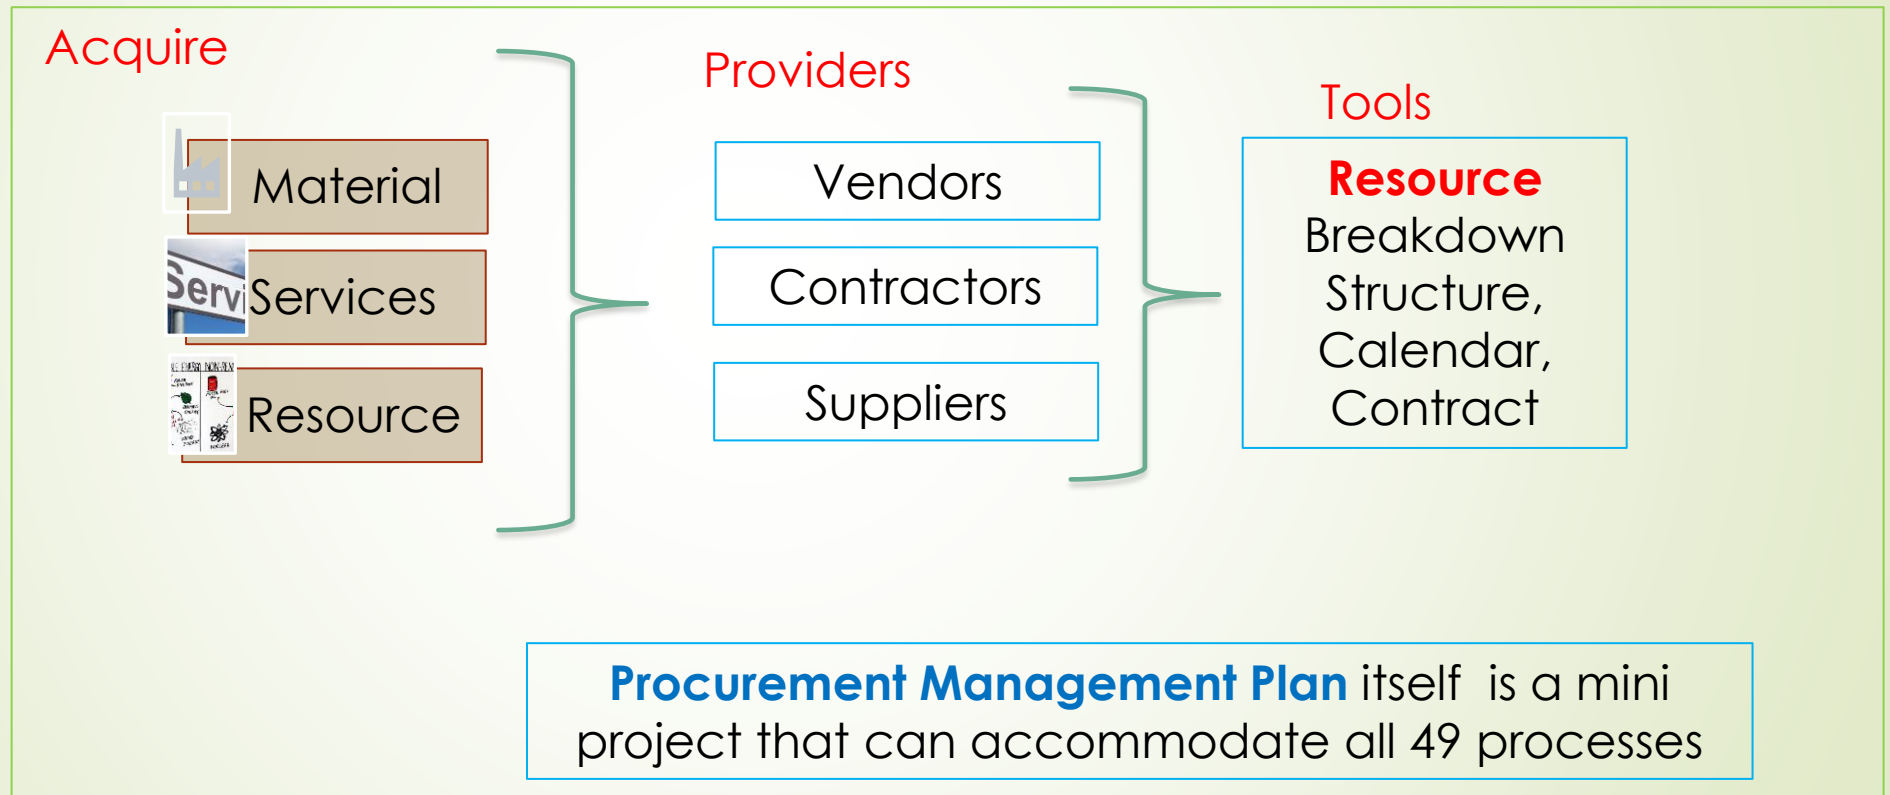 Acquire
Material
Servi
Services
Resource
Providers
Vendors
Contractors
Suppliers
Tools
Resource
Breakdown
Structure,
Calendar,
Contract
Procurement Management Plan itself is a mini
project that can accommodate all 49 processes